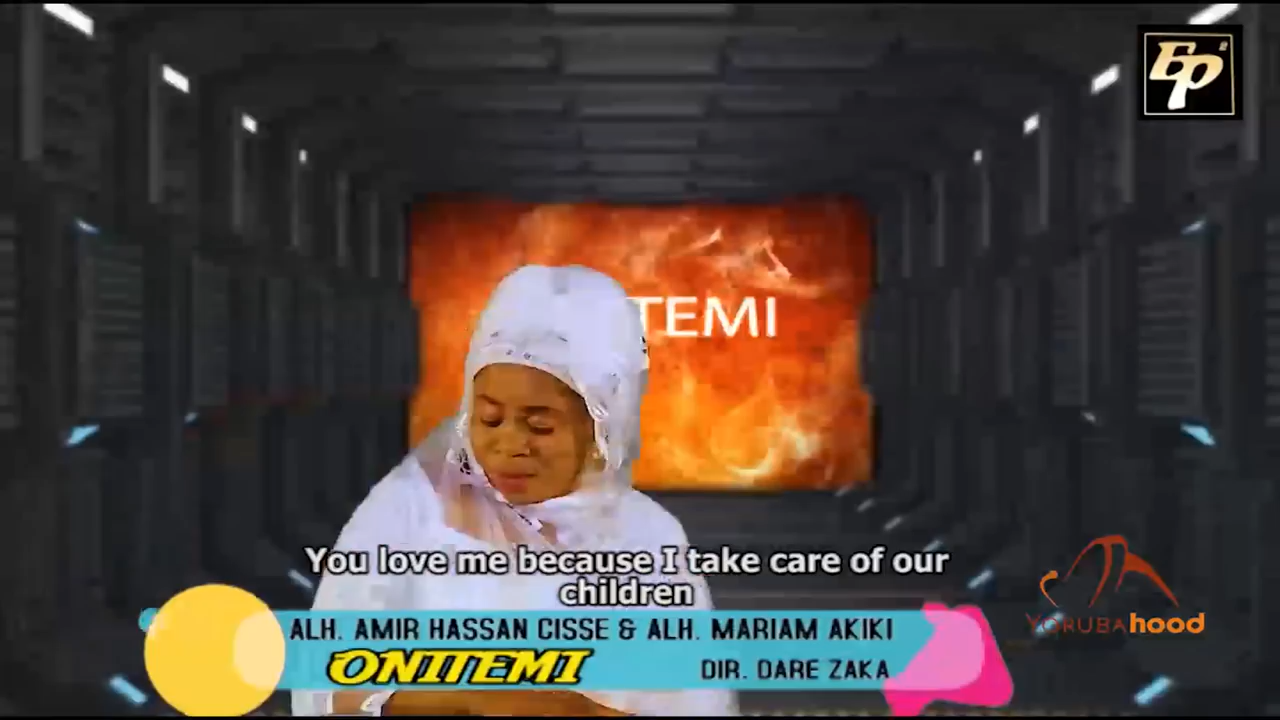 Ep²
TEMI
You love me because I take care of our
children
ALH. AMIR HASSAN CISSE & ALH. MARIAM AKIKI
ONITEMI
DIR. DARE ZAKA
YORUBAhood